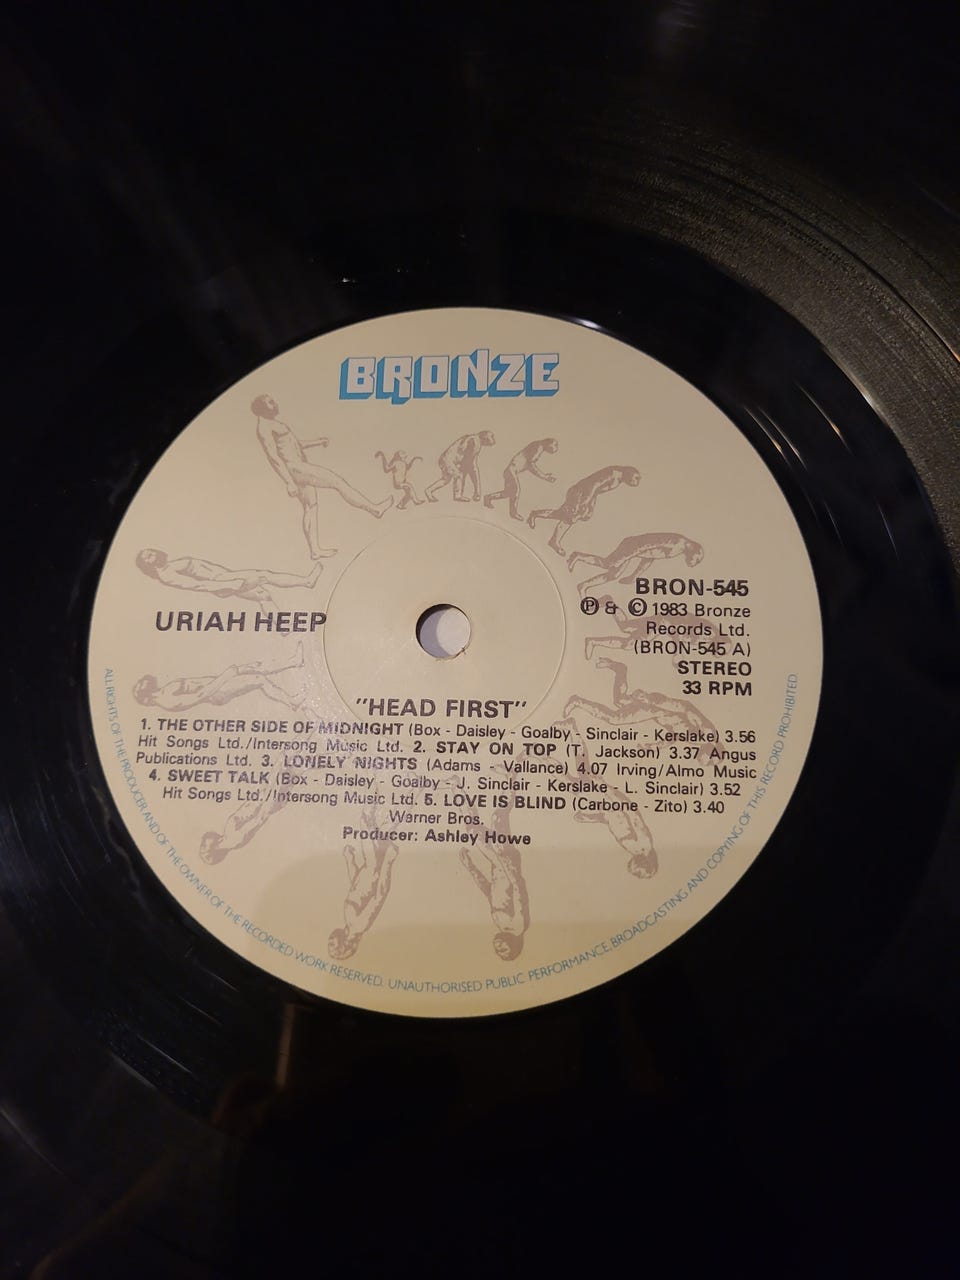 BRONZE
BRON-545
Ⓟ & © 1983 Bronze
Records Ltd.
(BRON-545 A)
STEREO
33 RPM
URIAH HEEP
"HEAD FIRST"
1. THE OTHER SIDE OF MIDNIGHT (Box - Daisley - Goalby - Sinclair - Kerslake) 3.56
Hit Songs Ltd./Intersong Music Ltd. 2. STAY ON TOP (T. Jackson) 3.37 Angus
Publications Ltd. 3. LONELY NIGHTS (Adams - Vallance) 4.07 Irving/Almo Music
4. SWEET TALK (Box - Daisley - Goalby - J. Sinclair - Kerslake - L. Sinclair) 3.52
Hit Songs Ltd./Intersong Music Ltd. 5. LOVE IS BLIND (Carbone - Zito) 3.40
Warner Bros.
Producer: Ashley Howe
ALL RIGHTS OF THE PRODUCER AND OF THE OWNER OF THE RECORDED WORK RESERVED. UNAUTHORISED PUBLIC PERFORMANCE, BROADCASTING AND COPYING OF THIS RECORD PROHIBITED